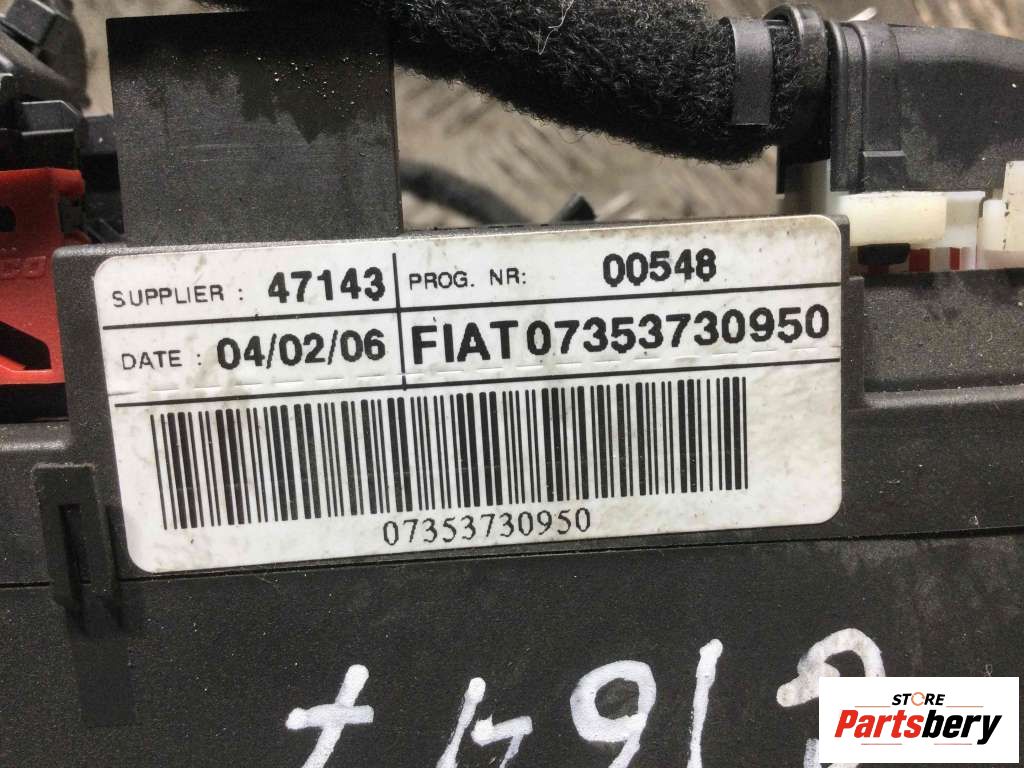 SUPPLIER : 47143
PROG. NR: 00548
DATE : 04/02/06
FIAT 07353730950
07353730950
STORE
Partsbery